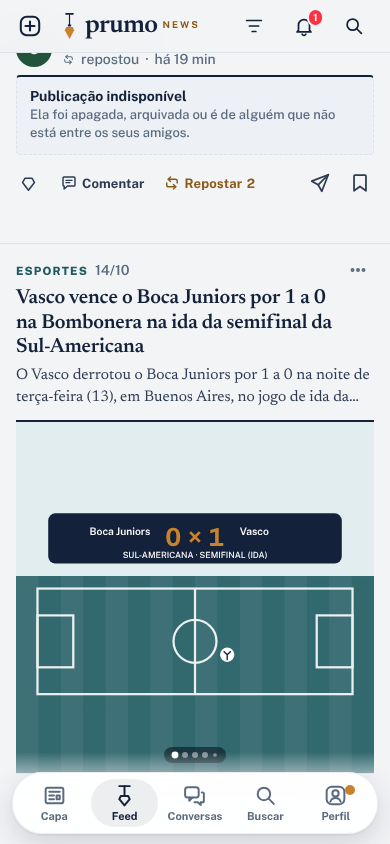 prumo NEWS
1
repostou · há 19 min
Publicação indisponível
Ela foi apagada, arquivada ou é de alguém que não
está entre os seus amigos.
Comentar
Repostar 2
ESPORTES 14/10
Vasco vence o Boca Juniors por 1 a 0
na Bombonera na ida da semifinal da
Sul-Americana
O Vasco derrotou o Boca Juniors por 1 a 0 na noite de
terça-feira (13), em Buenos Aires, no jogo de ida da…
Boca Juniors 0 × 1 Vasco
SUL-AMERICANA · SEMIFINAL (IDA)
Capa
Feed
Conversas
Buscar
Perfil